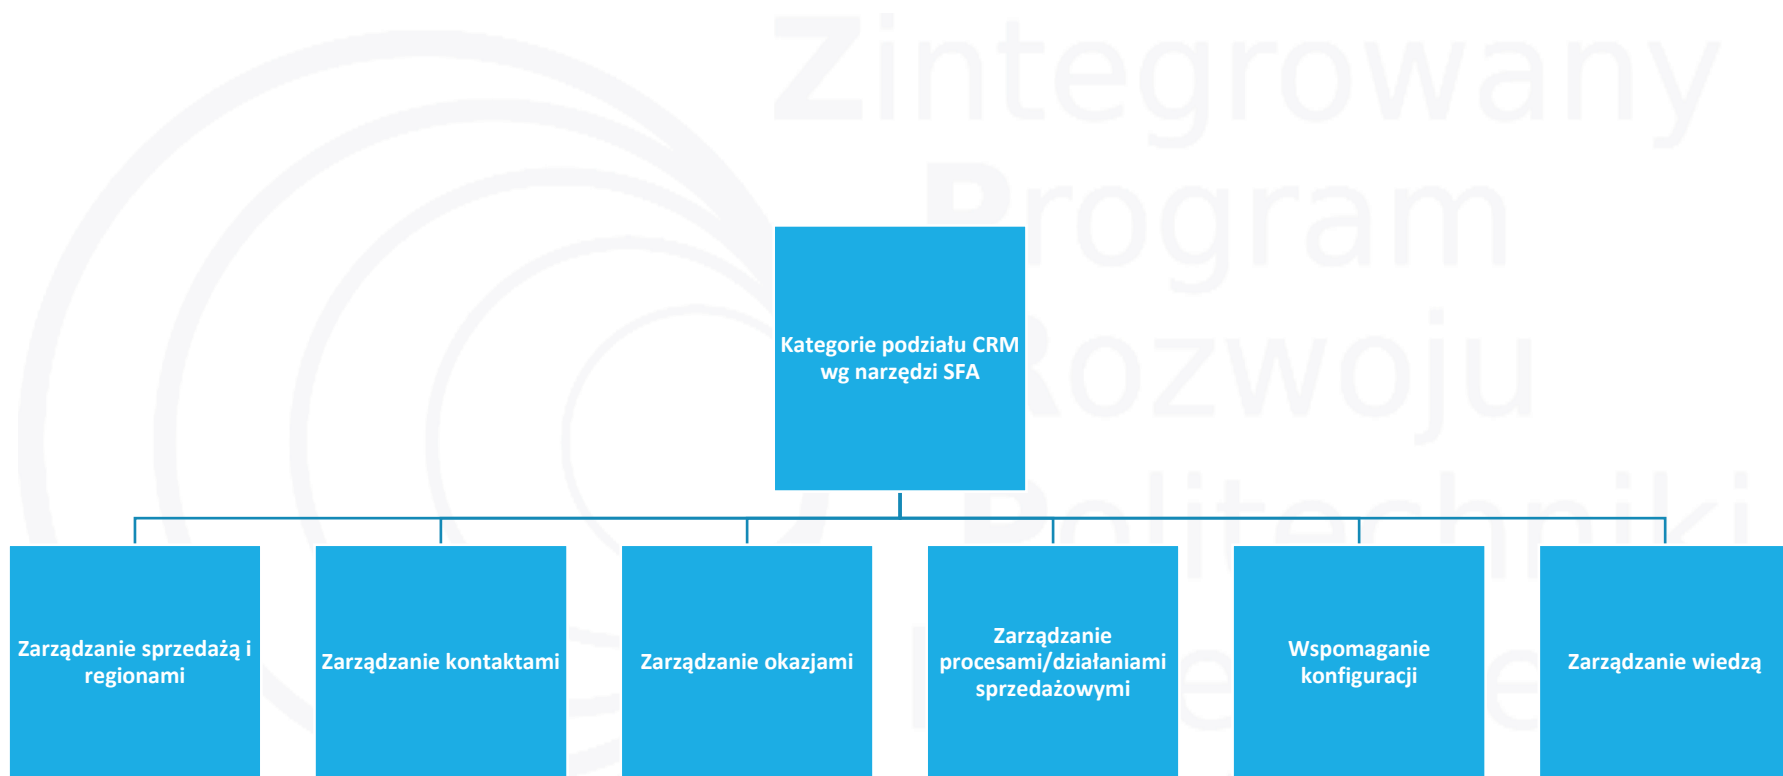 Zintegrowany
Program
Rozwoju
Politechniki
Kategorie podziału CRM
wg narzędzi SFA
Zarządzanie sprzedażą i
regionami
Zarządzanie kontaktami
Zarządzanie okazjami
Zarządzanie
procesami/działaniami
sprzedażowymi
Wspomaganie
konfiguracji
Zarządzanie wiedzą